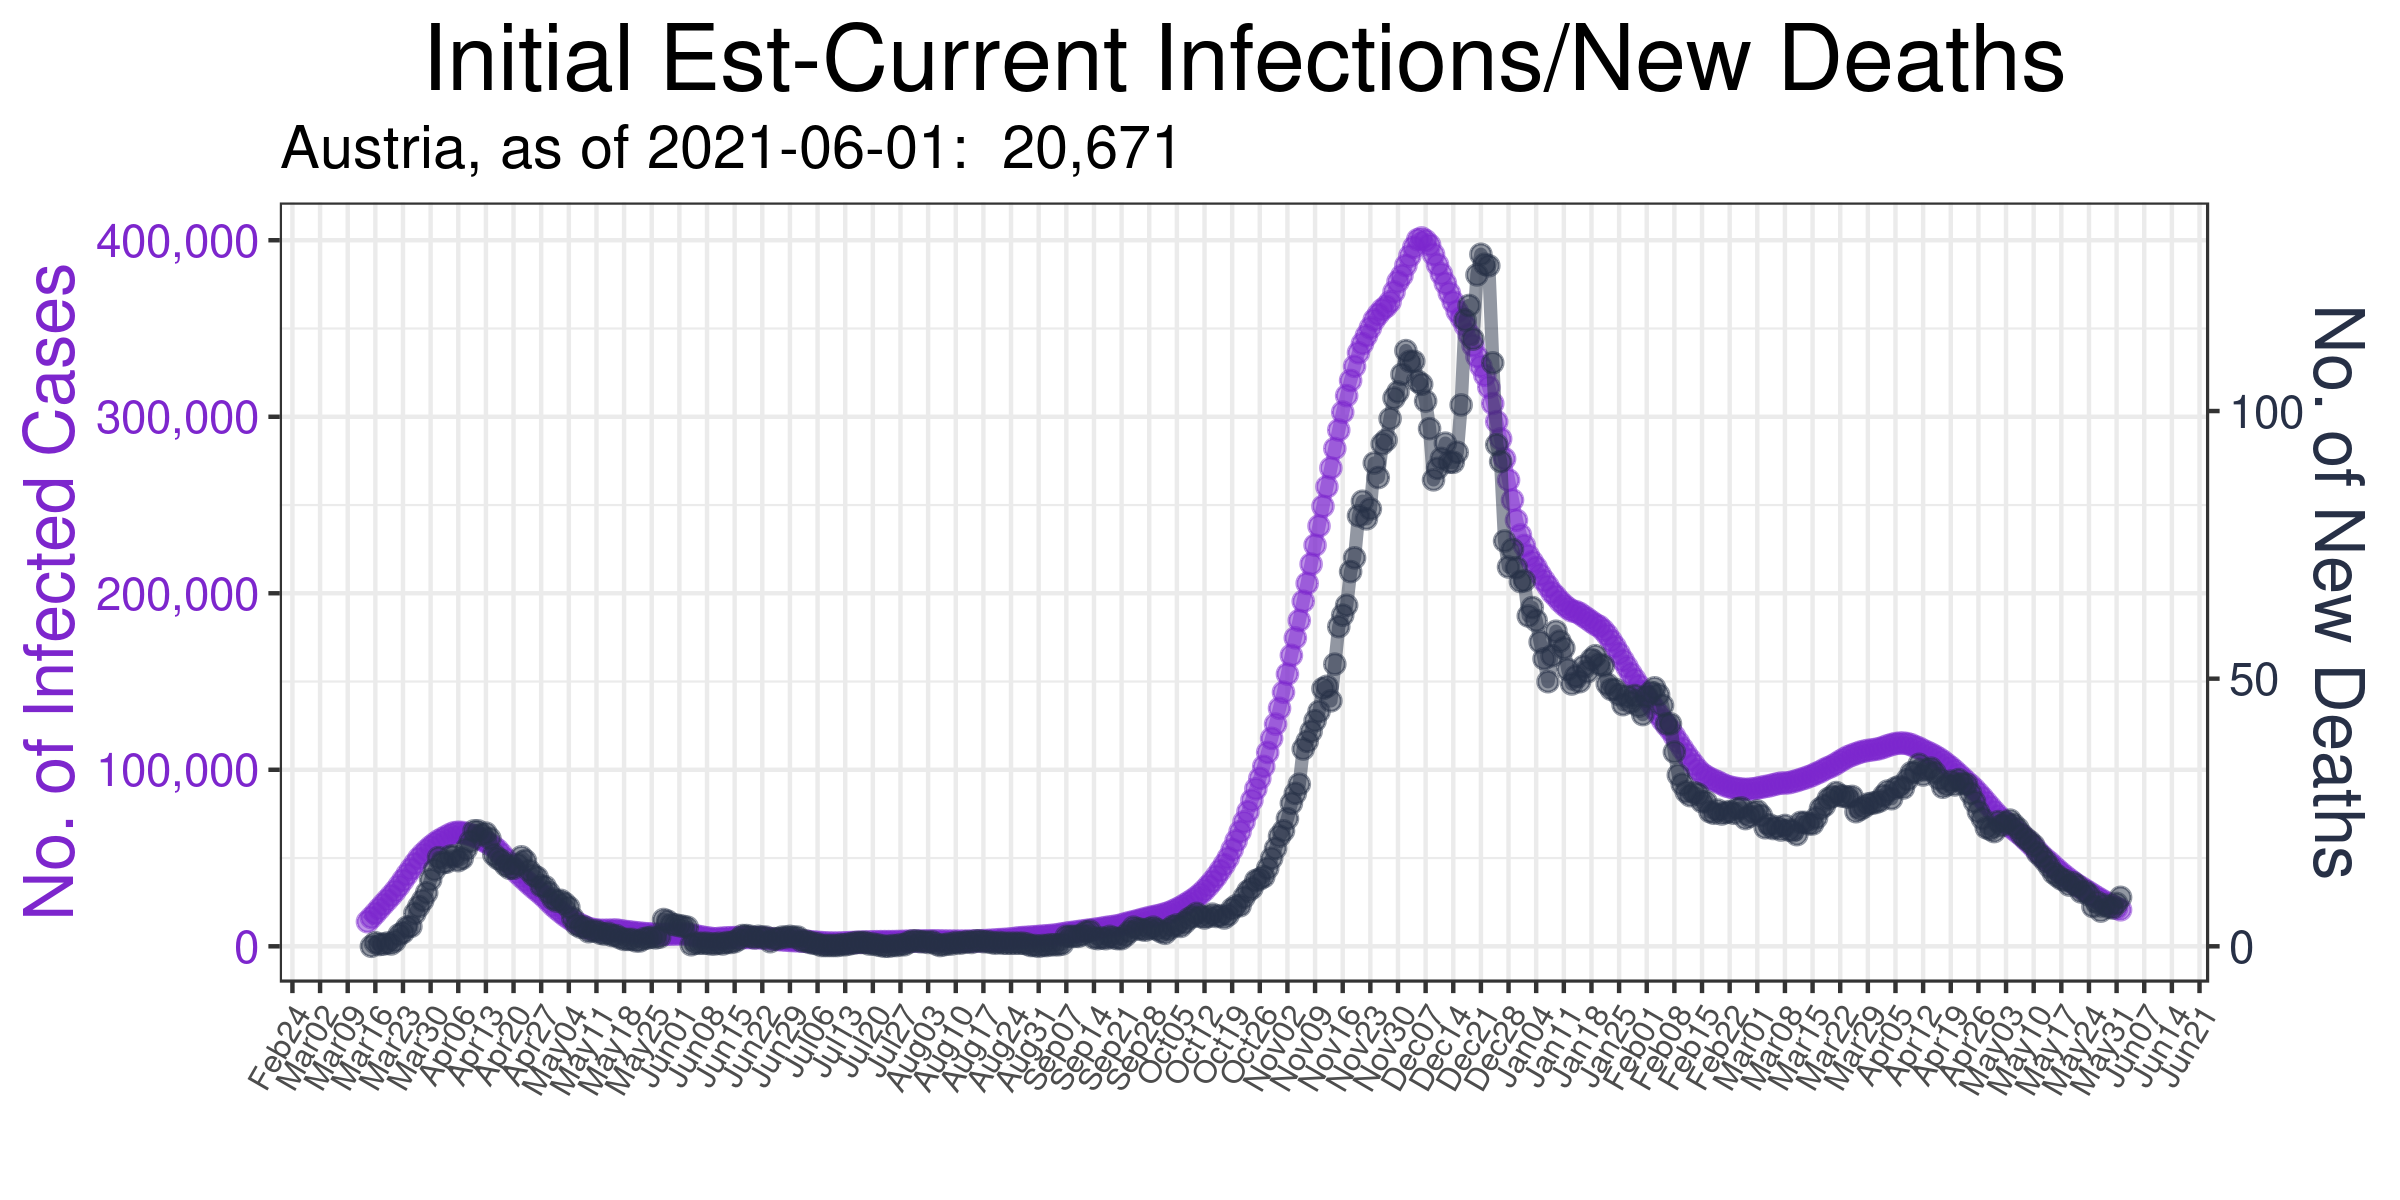 Initial Est-Current Infections/New Deaths
Austria, as of 2021-06-01:  20,671
No. of Infected Cases
400,000
300,000
200,000
100,000
0
100
50
0
No. of New Deaths
Feb24
Mar02
Mar09
Mar16
Mar23
Mar30
Apr06
Apr13
Apr20
Apr27
May04
May11
May18
May25
Jun01
Jun08
Jun15
Jun22
Jun29
Jul06
Jul13
Jul20
Jul27
Aug03
Aug10
Aug17
Aug24
Aug31
Sep07
Sep14
Sep21
Sep28
Oct05
Oct12
Oct19
Oct26
Nov02
Nov09
Nov16
Nov23
Nov30
Dec07
Dec14
Dec21
Dec28
Jan04
Jan11
Jan18
Jan25
Feb01
Feb08
Feb15
Feb22
Mar01
Mar08
Mar15
Mar22
Mar29
Apr05
Apr12
Apr19
Apr26
May03
May10
May17
May24
May31
Jun07
Jun14
Jun21